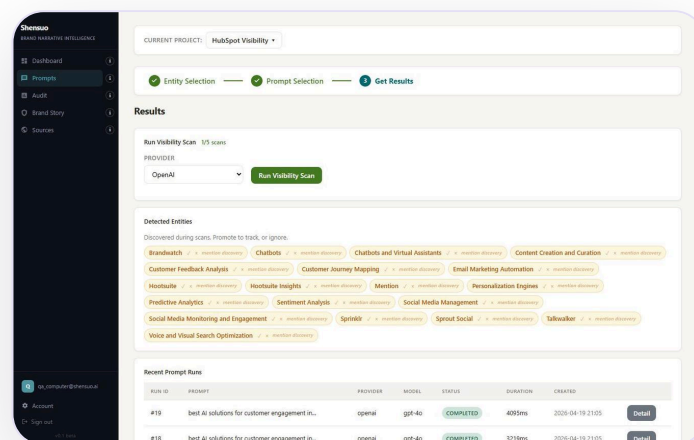 Shensuo
BRAND NARRATIVE INTELLIGENCE
Dashboard
Prompts
Audit
Brand Story
Sources
Q qa_computer@shensuo.ai
Account
Sign out
CURRENT PROJECT: HubSpot Visibility
Entity Selection Prompt Selection 3 Get Results
Results
Run Visibility Scan 1/5 scans
PROVIDER
OpenAI Run Visibility Scan
Detected Entities
Discovered during scans. Promote to track, or ignore.
Brandwatch ✓ × mention discovery Chatbots ✓ × mention discovery Chatbots and Virtual Assistants ✓ × mention discovery Content Creation and Curation ✓ × mention discovery
Customer Feedback Analysis ✓ × mention discovery Customer Journey Mapping ✓ × mention discovery Email Marketing Automation ✓ × mention discovery
Hootsuite ✓ × mention discovery Hootsuite Insights ✓ × mention discovery Mention ✓ × mention discovery Personalization Engines ✓ × mention discovery
Predictive Analytics ✓ × mention discovery Sentiment Analysis ✓ × mention discovery Social Media Management ✓ × mention discovery
Social Media Monitoring and Engagement ✓ × mention discovery Sprinklr ✓ × mention discovery Sprout Social ✓ × mention discovery Talkwalker ✓ × mention discovery
Voice and Visual Search Optimization ✓ × mention discovery
Recent Prompt Runs
RUN ID PROMPT PROVIDER MODEL STATUS DURATION CREATED
#19 best AI solutions for customer engagement in... openai gpt-4o COMPLETED 4095ms 2026-04-19 21:05 Detail
#18 best AI solutions for customer engagement in... openai gpt-4o COMPLETED 3219ms 2026-04-19 21:05 Detail